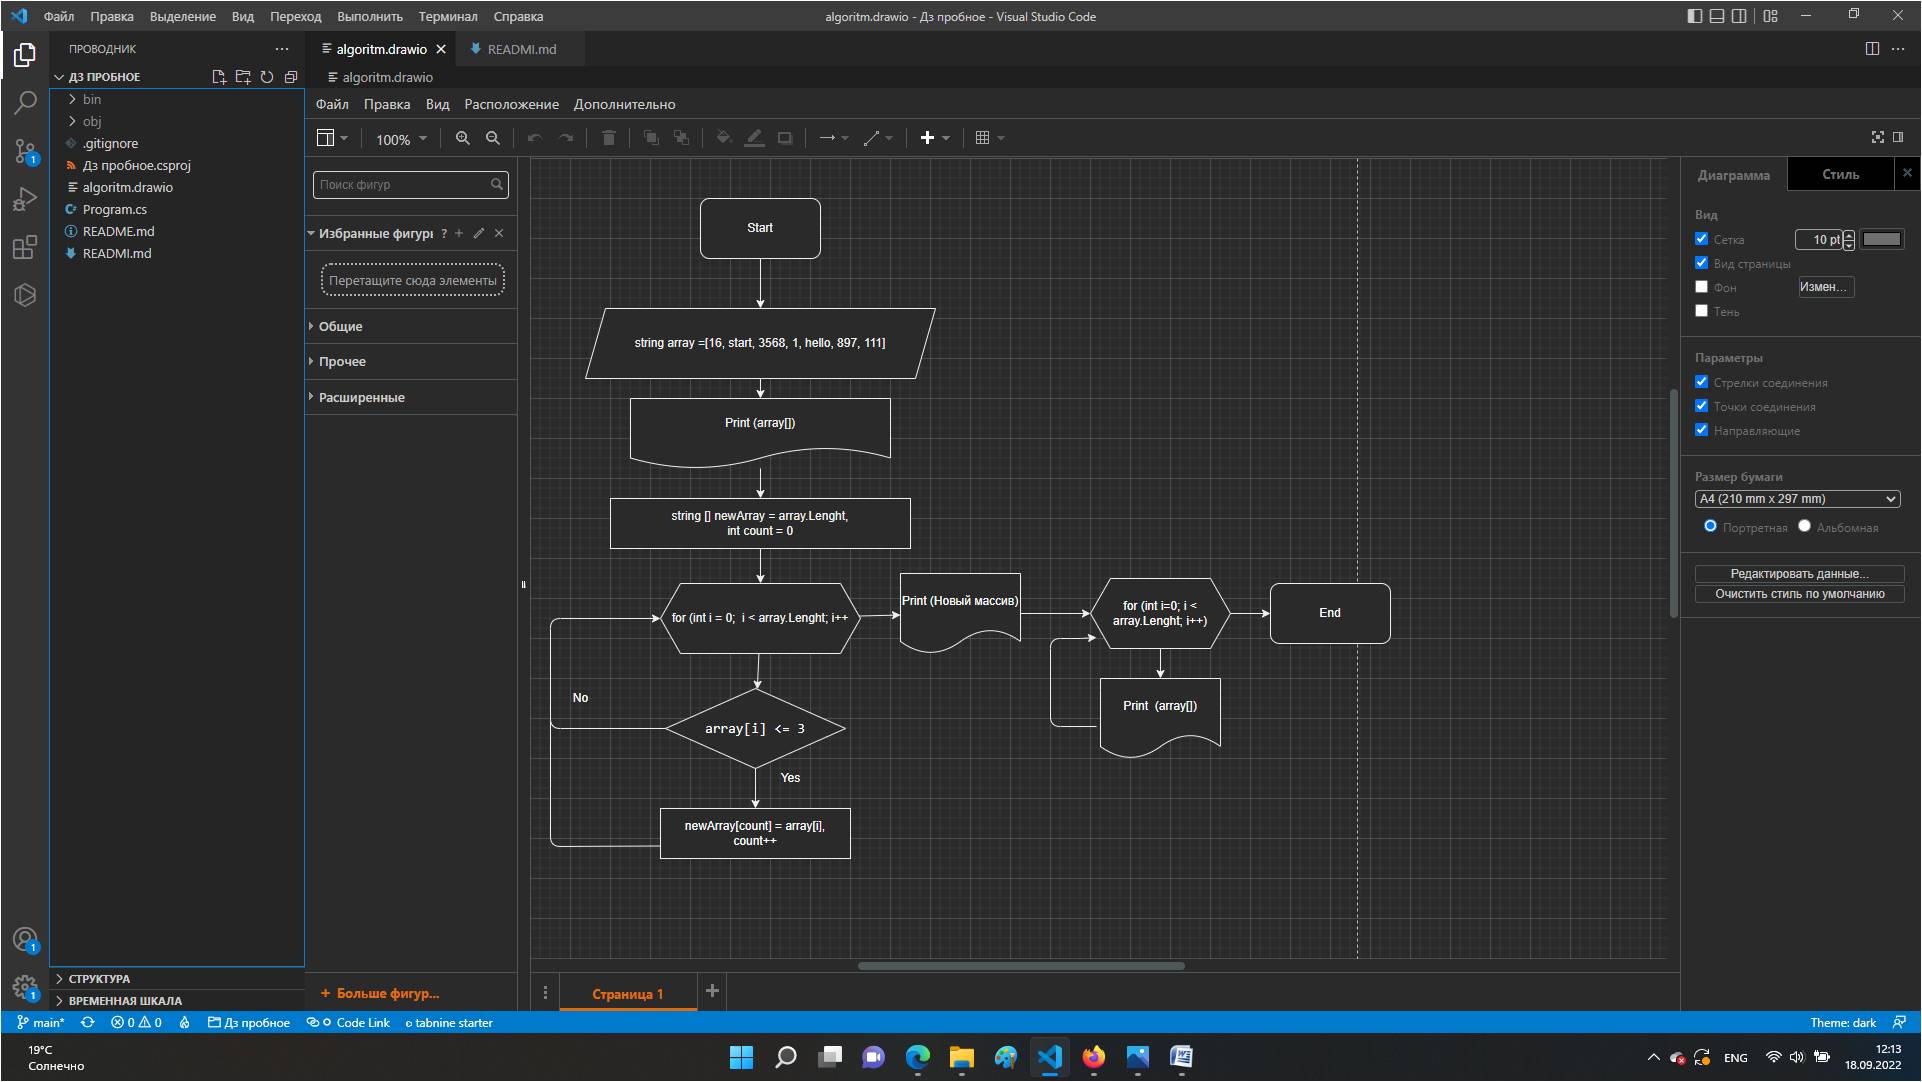 Файл Правка Выделение Вид Переход Выполнить Терминал Справка
algoritm.drawio - Дз пробное - Visual Studio Code
ПРОВОДНИК
algoritm.drawio
READMI.md
ДЗ ПРОБНОЕ
algoritm.drawio
bin
obj
.gitignore
Дз пробное.csproj
algoritm.drawio
Program.cs
README.md
READMI.md
СТРУКТУРА
ВРЕМЕННАЯ ШКАЛА
Файл Правка Вид Расположение Дополнительно
100%
Поиск фигур
Избранные фигуры ? +
Перетащите сюда элементы
Общие
Прочее
Расширенные
+ Больше фигур...
Start
string array =[16, start, 3568, 1, hello, 897, 111]
Print (array[])
string [] newArray = array.Lenght,
int count = 0
for (int i = 0; i < array.Lenght; i++
Print (Новый массив)
for (int i=0; i <
array.Lenght; i++)
End
No
array[i] <= 3
Print (array[])
Yes
newArray[count] = array[i],
count++
Страница 1
Диаграмма
Стиль
Вид
Сетка
10 pt
Вид страницы
Фон
Измен...
Тень
Параметры
Стрелки соединения
Точки соединения
Направляющие
Размер бумаги
A4 (210 mm x 297 mm)
Портретная
Альбомная
Редактировать данные...
Очистить стиль по умолчанию
1
1
1
main*
0 0
Дз пробное
Code Link
tabnine starter
Theme: dark
19°C
Солнечно
ENG
12:13
18.09.2022